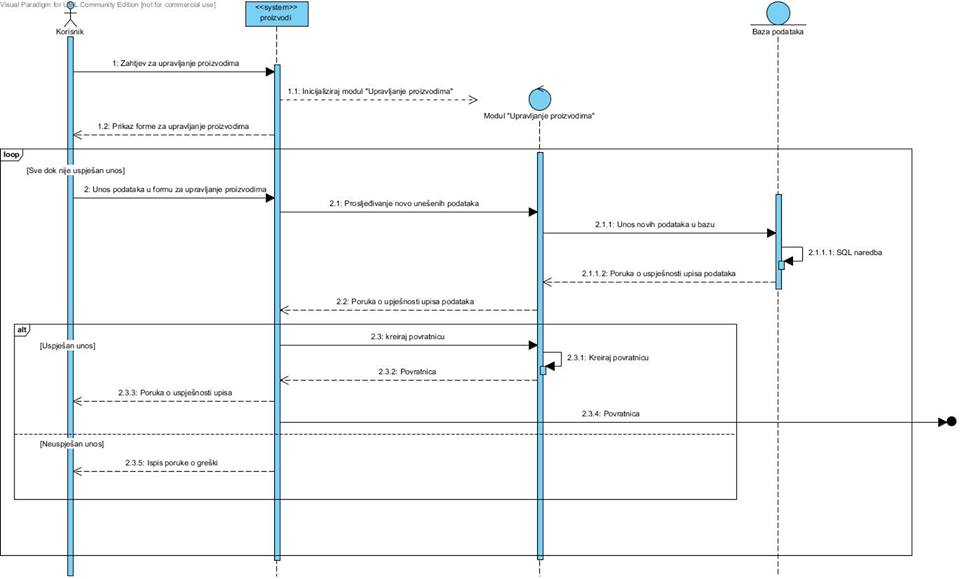 Visual Paradigm for UML Community Edition [not for commercial use]
Korisnik
<<system>>
proizvodi
Baza podataka
1: Zahtjev za upravljanje proizvodima
1.1: Inicijaliziraj modul "Upravljanje proizvodima"
Modul "Upravljanje proizvodima"
1.2: Prikaz forme za upravljanje proizvodima
loop
[Sve dok nije uspješan unos]
2: Unos podataka u formu za upravljanje proizvodima
2.1: Prosljeđivanje novo unešenih podataka
2.1.1: Unos novih podataka u bazu
2.1.1.1: SQL naredba
2.1.1.2: Poruka o uspješnosti upisa podataka
2.2: Poruka o upješnosti upisa podataka
alt
[Uspješan unos]
2.3: kreiraj povratnicu
2.3.1: Kreiraj povratnicu
2.3.2: Povratnica
2.3.3: Poruka o uspješnosti upisa
2.3.4: Povratnica
[Neuspješan unos]
2.3.5: Ispis poruke o greški